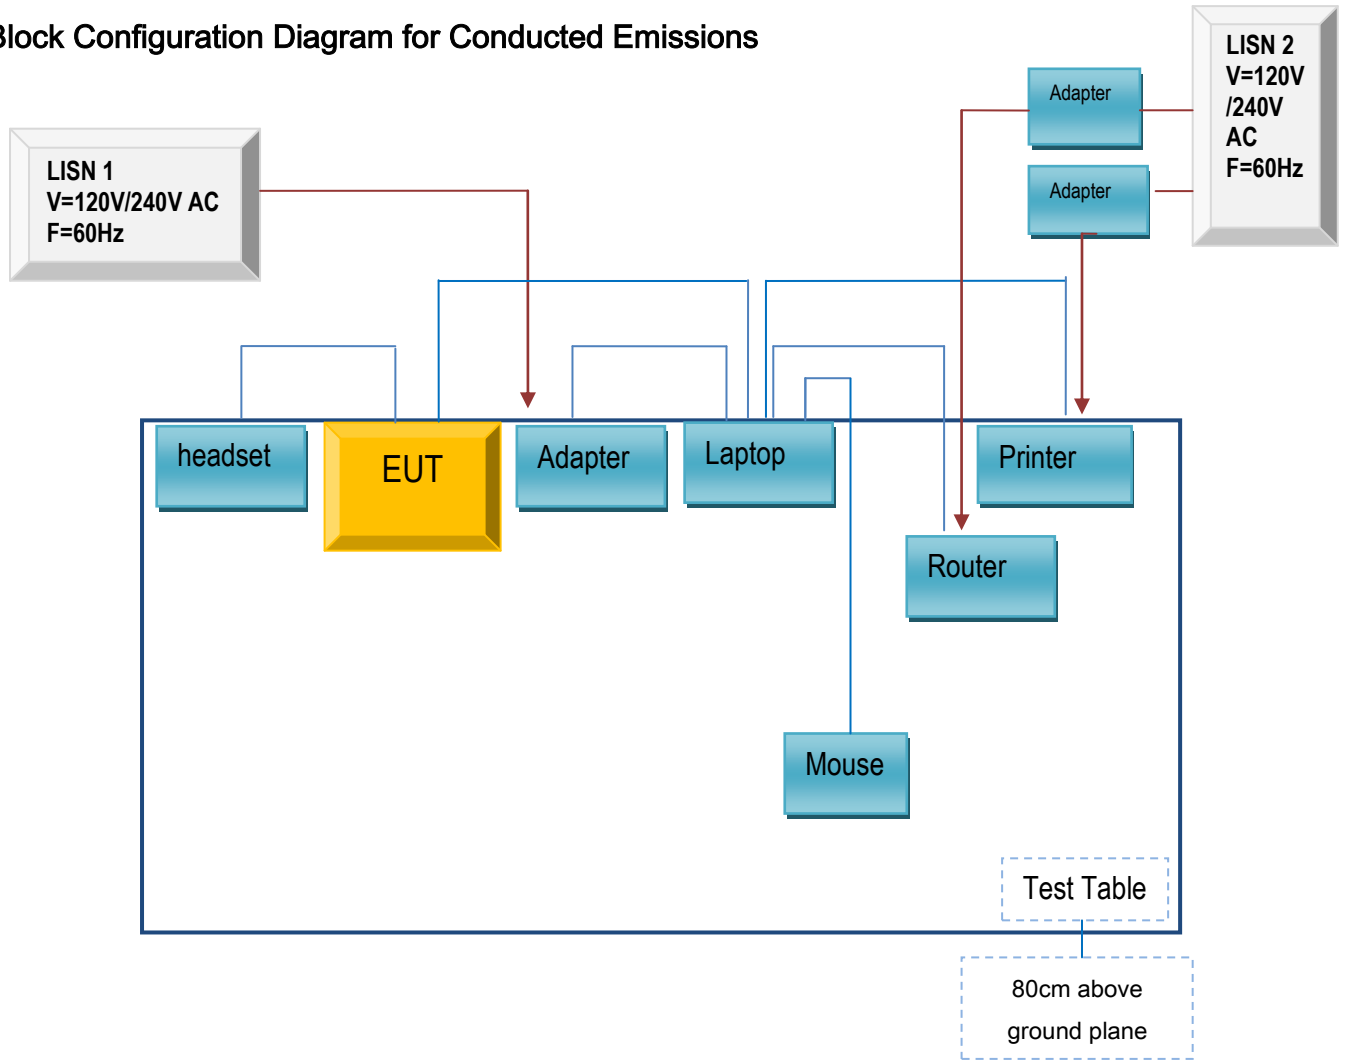 Block Configuration Diagram for Conducted Emissions
LISN 2
V=120V
/240V
AC
F=60Hz
Adapter
Adapter
LISN 1
V=120V/240V AC
F=60Hz
headset
EUT
Adapter
Laptop
Printer
Router
Mouse
Test Table
80cm above
ground plane